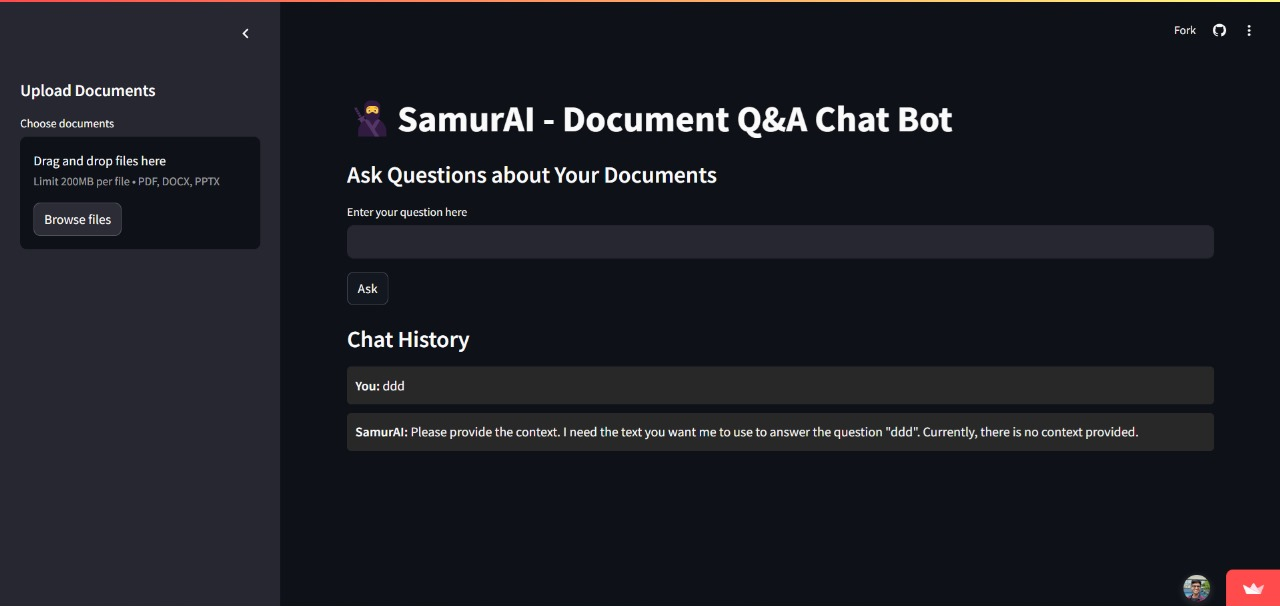 Fork
Upload Documents
Choose documents
Drag and drop files here
Limit 200MB per file • PDF, DOCX, PPTX
Browse files
SamurAI - Document Q&A Chat Bot
Ask Questions about Your Documents
Enter your question here
Ask
Chat History
You: ddd
SamurAI: Please provide the context. I need the text you want me to use to answer the question "ddd". Currently, there is no context provided.